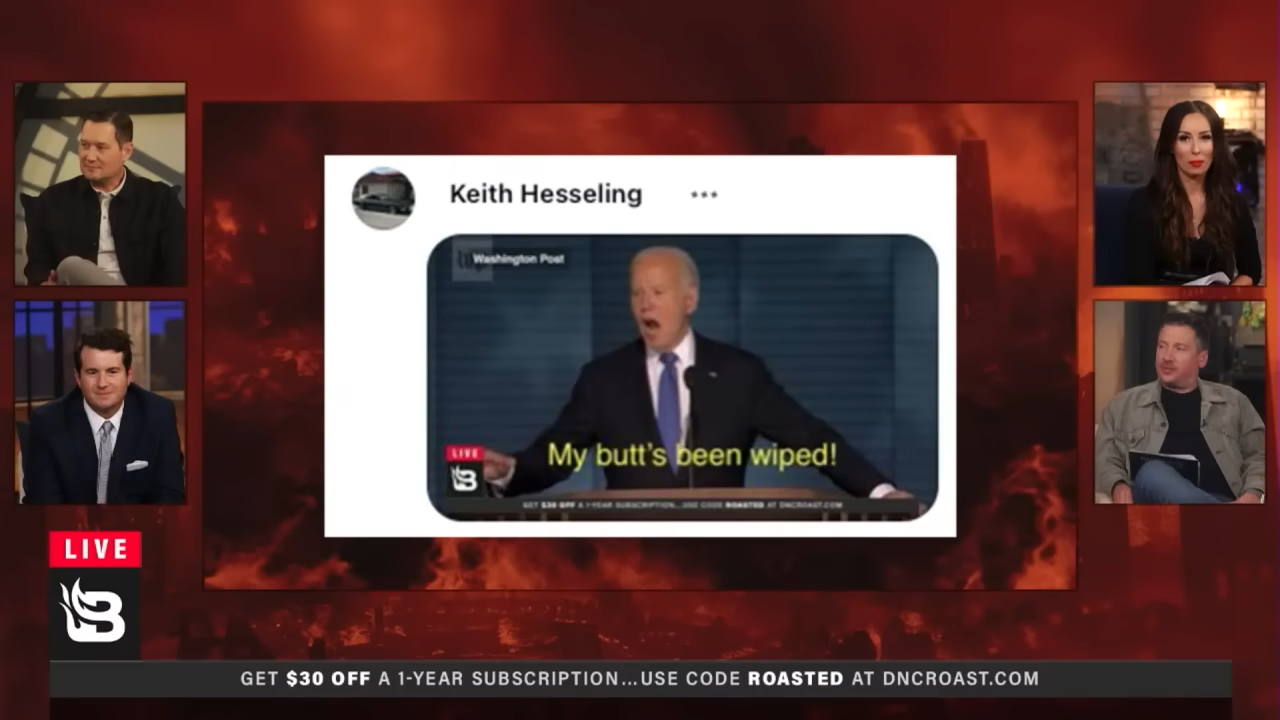 Keith Hesseling
Washington Post
My butt's been wiped!
LIVE
GET $30 OFF A 1-YEAR SUBSCRIPTION...USE CODE ROASTED AT DNCROAST.COM
LIVE
B
GET $30 OFF A 1-YEAR SUBSCRIPTION...USE CODE ROASTED AT DNCROAST.COM